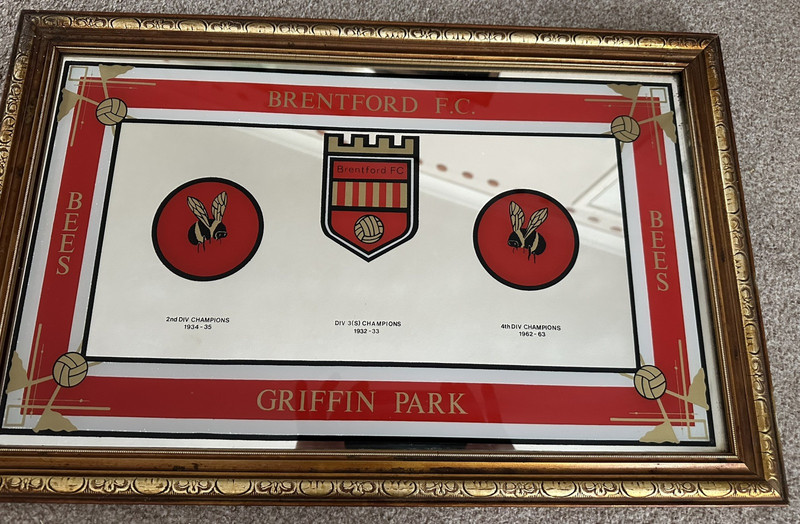 BRENTFORD F.C.
BEES
Brentford FC
BEES
2nd DIV CHAMPIONS
1934-35
DIV 3(S) CHAMPIONS
1932-33
4th DIV CHAMPIONS
1962-63
GRIFFIN PARK